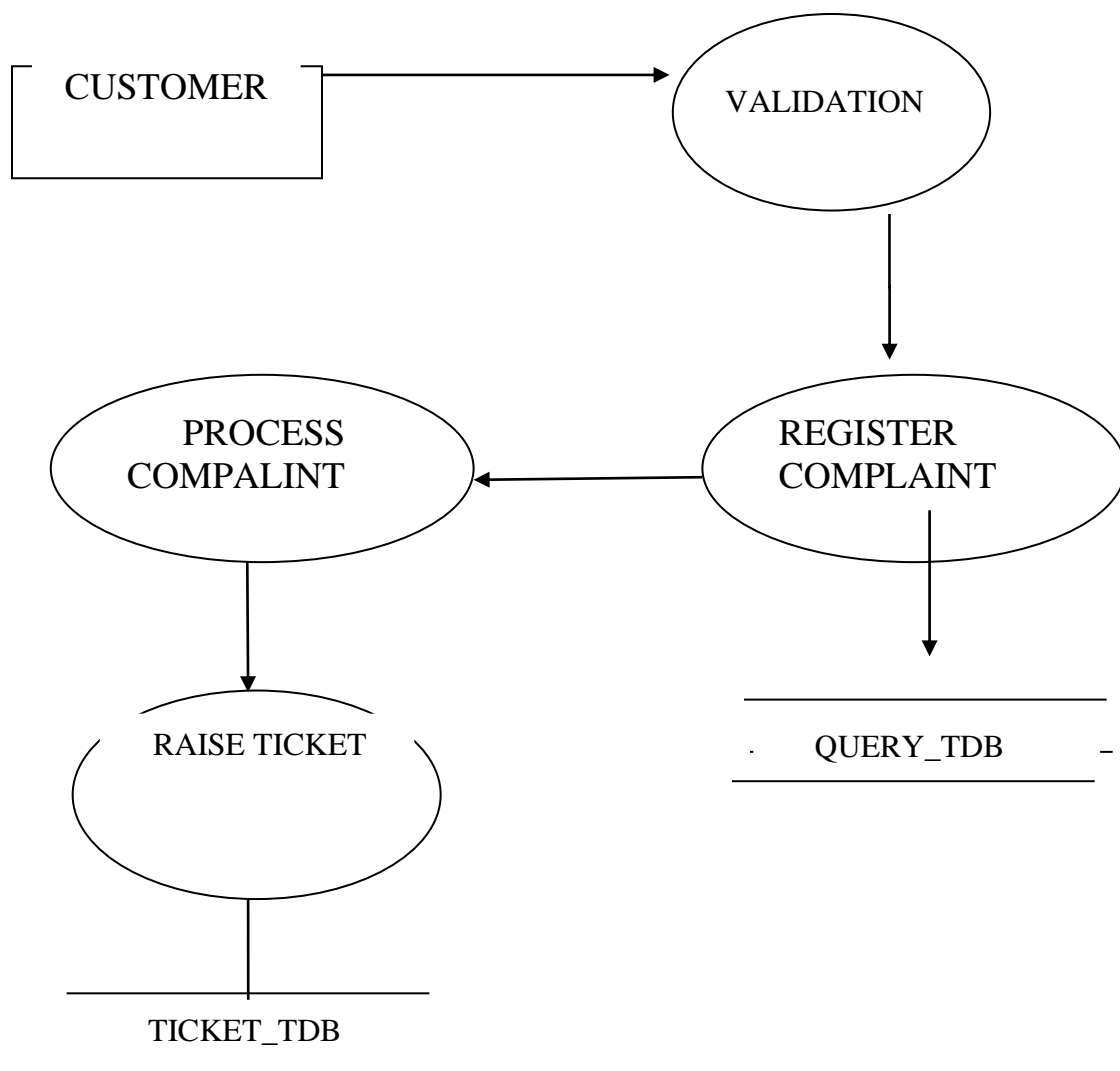 CUSTOMER
VALIDATION
PROCESS
COMPALINT
REGISTER
COMPLAINT
RAISE TICKET
QUERY_TDB
TICKET_TDB